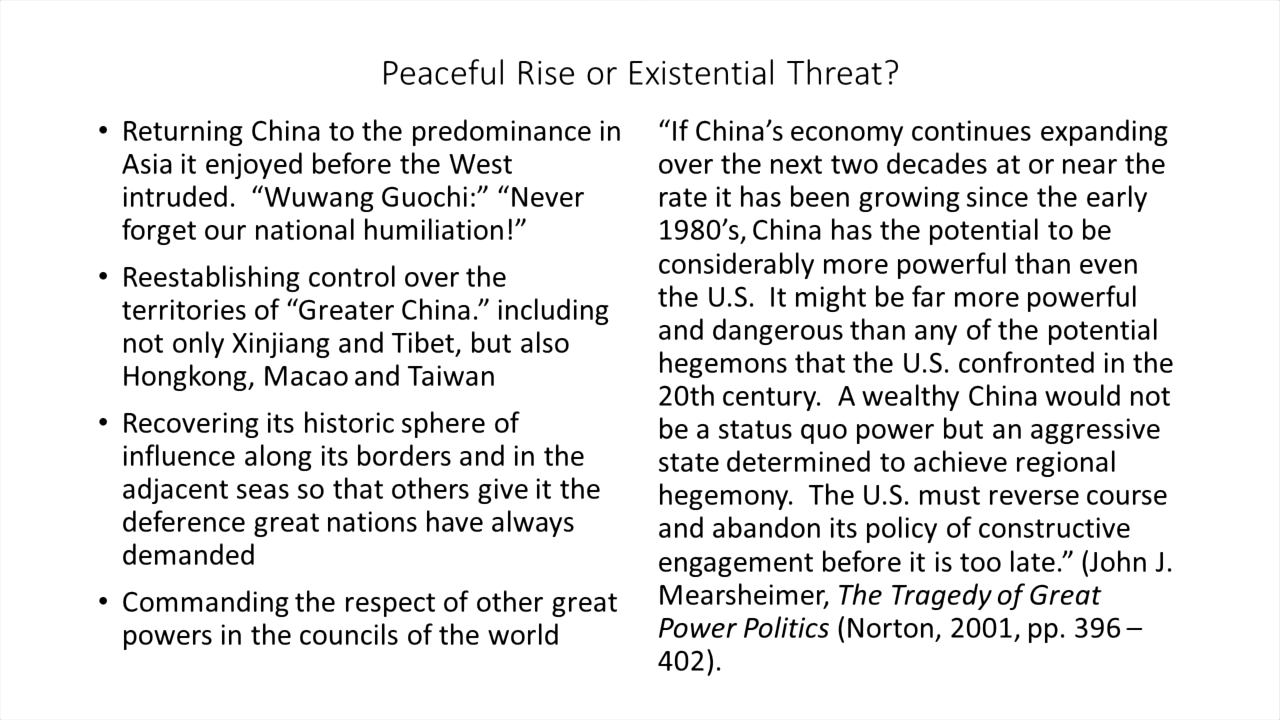 Peaceful Rise or Existential Threat?
• Returning China to the predominance in
Asia it enjoyed before the West
intruded.  “Wuwang Guochi:” “Never
forget our national humiliation!”
• Reestablishing control over the
territories of “Greater China.” including
not only Xinjiang and Tibet, but also
Hongkong, Macao and Taiwan
• Recovering its historic sphere of
influence along its borders and in the
adjacent seas so that others give it the
deference great nations have always
demanded
• Commanding the respect of other great
powers in the councils of the world
“If China’s economy continues expanding
over the next two decades at or near the
rate it has been growing since the early
1980’s, China has the potential to be
considerably more powerful than even
the U.S.  It might be far more powerful
and dangerous than any of the potential
hegemons that the U.S. confronted in the
20th century.  A wealthy China would not
be a status quo power but an aggressive
state determined to achieve regional
hegemony.  The U.S. must reverse course
and abandon its policy of constructive
engagement before it is too late.” (John J.
Mearsheimer, The Tragedy of Great
Power Politics (Norton, 2001, pp. 396 –
402).